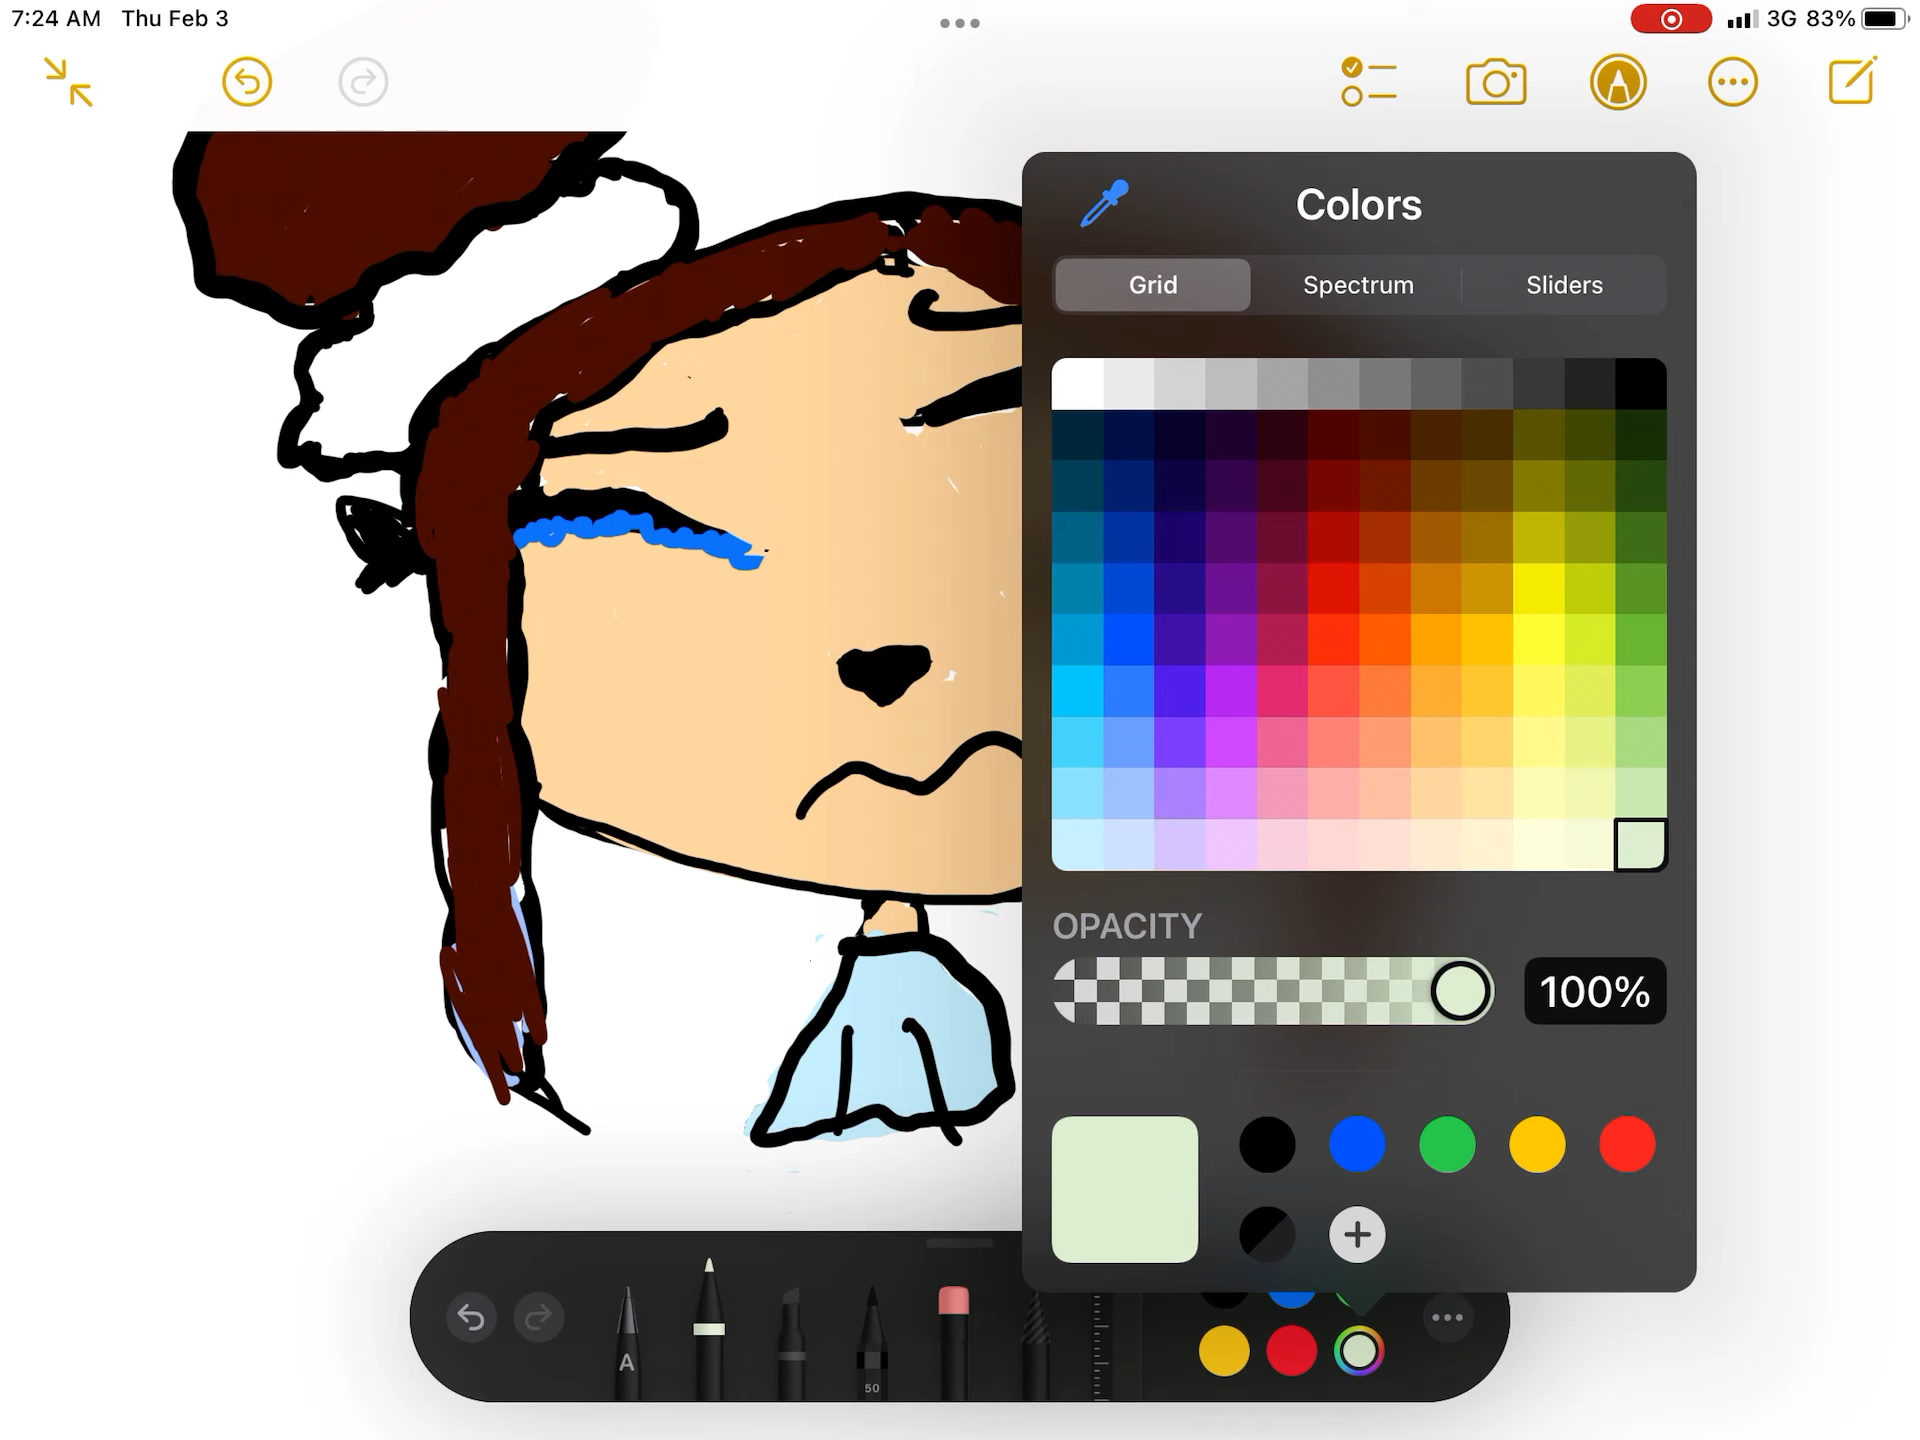 7:24 AM Thu Feb 3
3G 83%
Colors
Grid Spectrum Sliders
OPACITY
100%
A
50